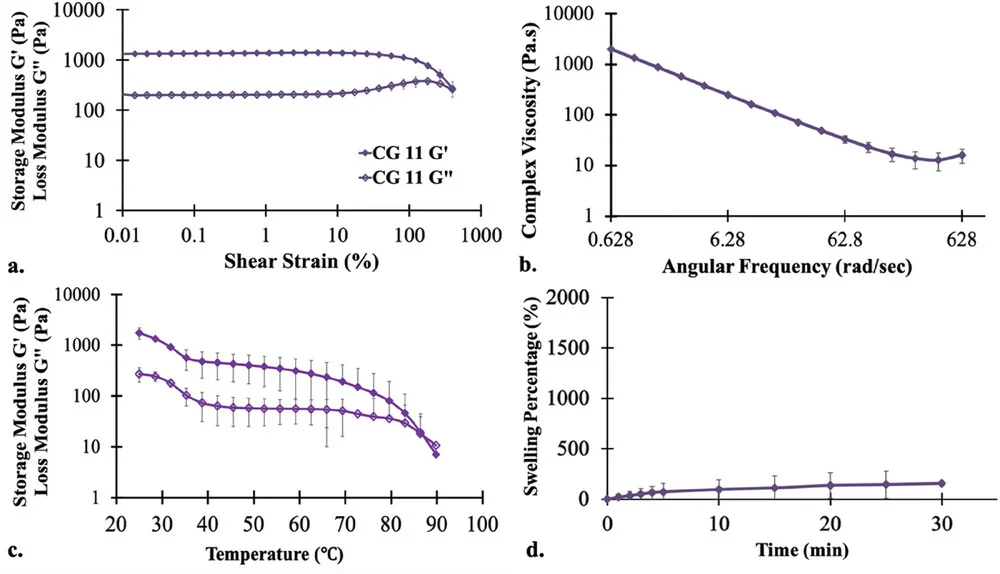 Storage Modulus G' (Pa)
Loss Modulus G" (Pa)
10000
1000
100
10
1
0.01 0.1 1 10 100 1000
Shear Strain (%)
CG 11 G'
CG 11 G"
a.
Complex Viscosity (Pa.s)
10000
1000
100
10
1
0.628 6.28 62.8 628
Angular Frequency (rad/sec)
b.
Storage Modulus G' (Pa)
Loss Modulus G" (Pa)
10000
1000
100
10
1
20 30 40 50 60 70 80 90 100
Temperature (°C)
c.
Swelling Percentage (%)
2000
1500
1000
500
0
0 10 20 30
Time (min)
d.